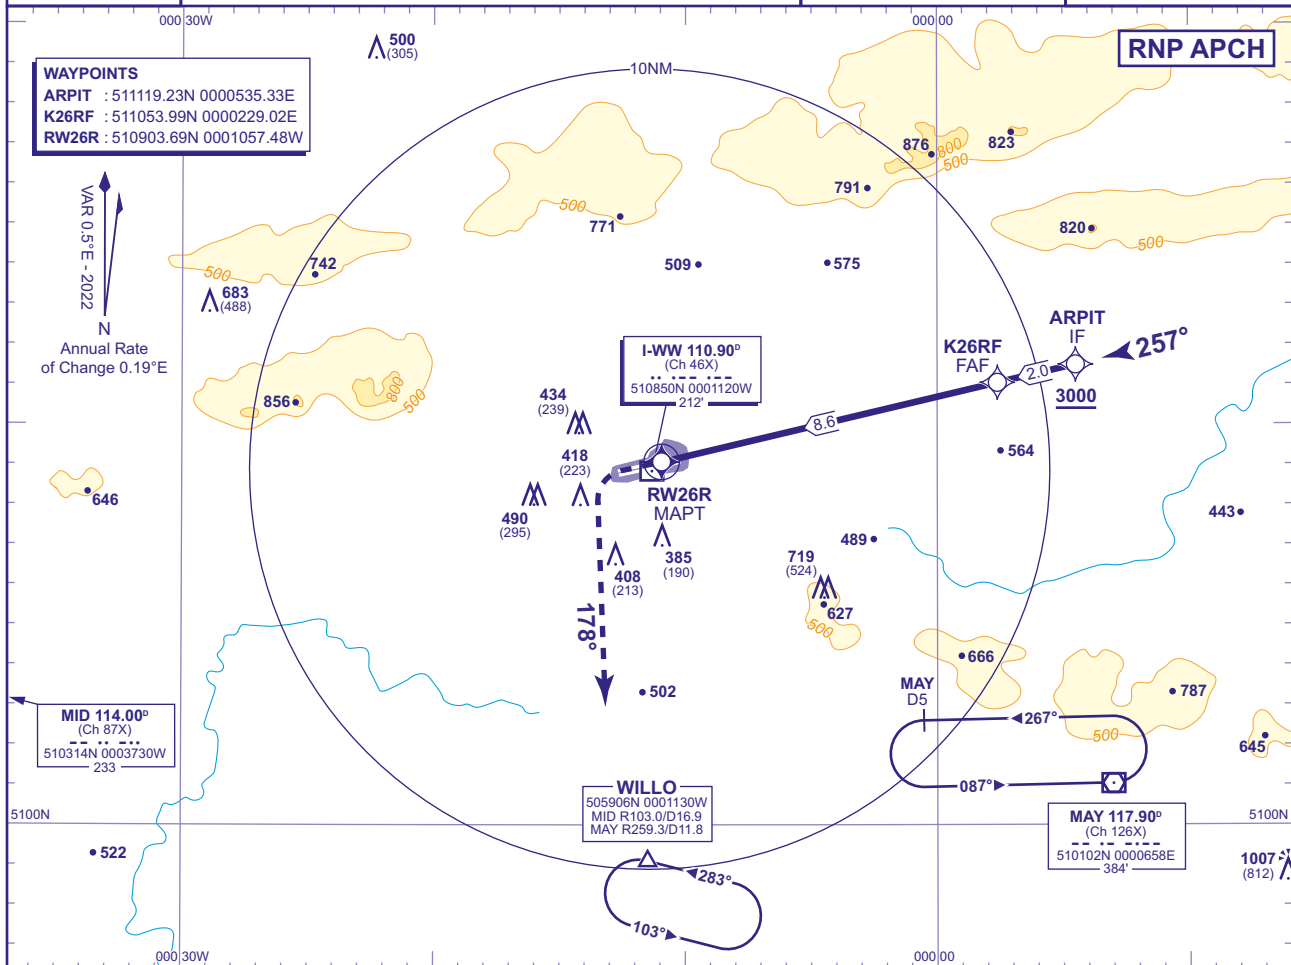 000 30W
000 00
500
(305)
10NM
RNP APCH
WAYPOINTS
ARPIT : 511119.23N 0000535.33E
K26RF : 511053.99N 0000229.02E
RW26R : 510903.69N 0001057.48W
876
800
823
500
791
500
771
820
500
VAR 0.5°E - 2022
N
Annual Rate
of Change 0.19°E
500
742
509
575
683
(488)
I-WW 110.90ᴰ
(Ch 46X)
·· ·-- ·--
510850N 0001120W
212'
ARPIT
IF
257°
K26RF
FAF
2.0
3000
800
500
856
434
(239)
8.6
418
(223)
564
646
490
(295)
RW26R
MAPT
443
385
(190)
489
408
(213)
719
(524)
627
500
178°
666
502
MAY
D5
787
267°
500
645
087°
MID 114.00ᴰ
(Ch 87X)
-- ·· -··
510314N 0003730W
233
WILLO
505906N 0001130W
MID R103.0/D16.9
MAY R259.3/D11.8
MAY 117.90ᴰ
(Ch 126X)
-- ·- -·--
510102N 0000658E
384'
5100N
5100N
522
1007
(812)
283°
103°
000 30W
000 00